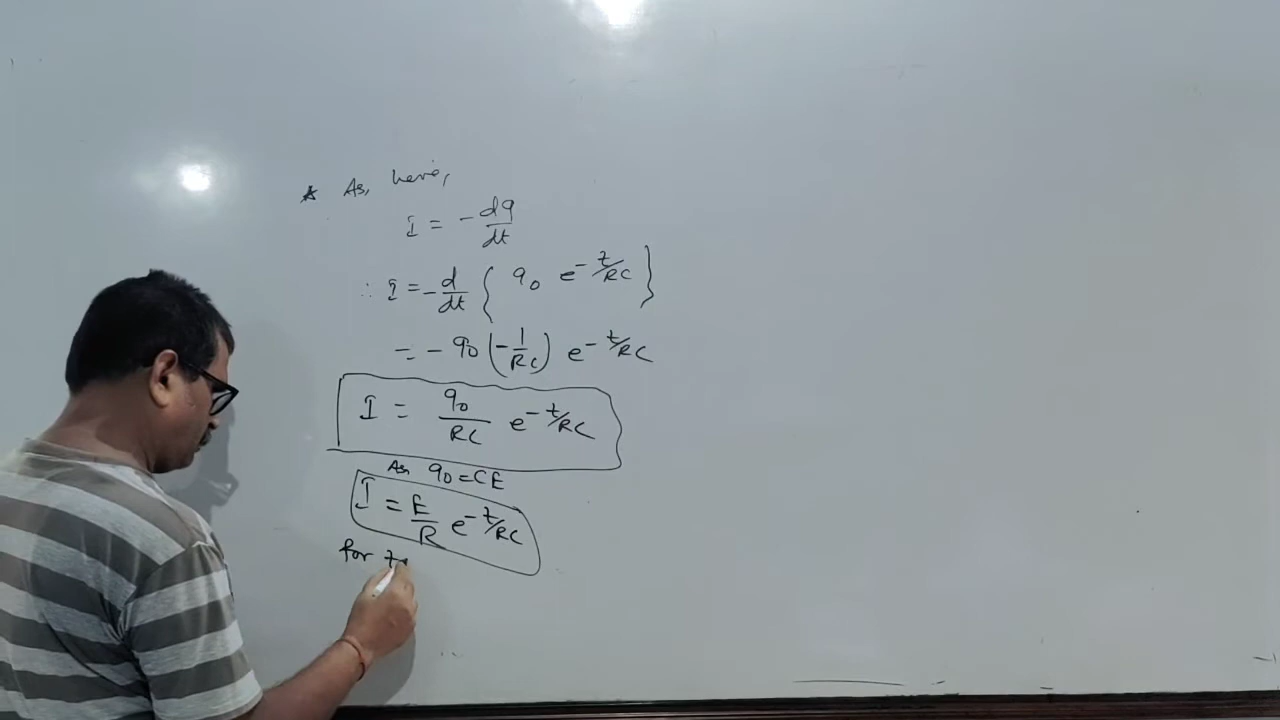 * As, here,
I = - dq/dt
∴ I = - d/dt { q₀ e^{-t/RC} }
= - q₀ (-1/RC) e^{-t/RC}
I = q₀/RC e^{-t/RC}
As q₀ = CE
I = E/R e^{-t/RC}
for